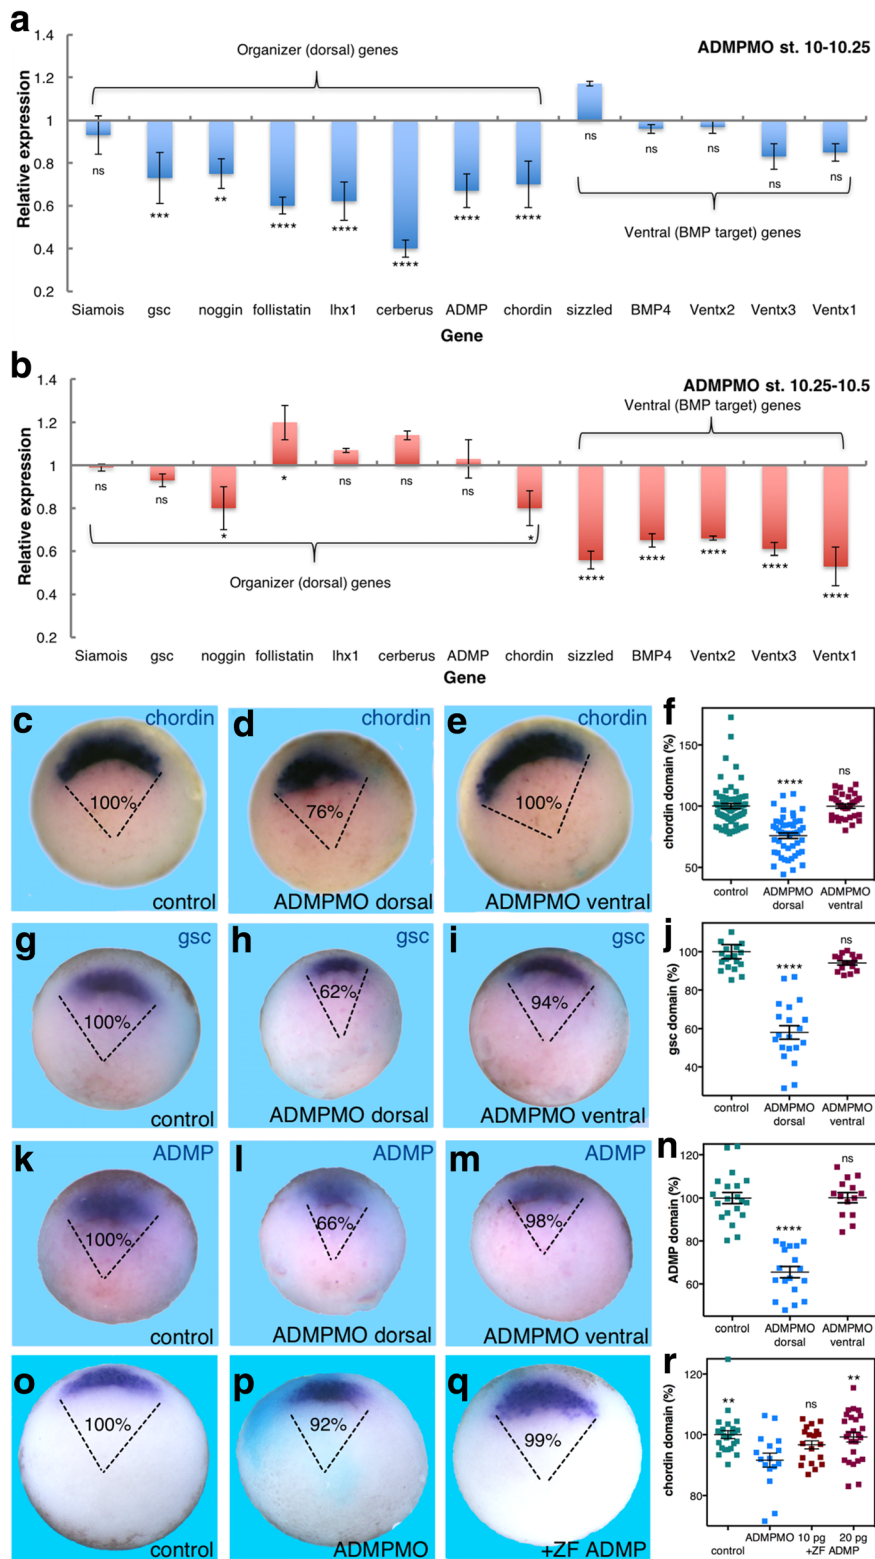 a
1.4
1.2
1
0.8
0.6
0.4
0.2
Relative expression
Organizer (dorsal) genes
ADMPMO st. 10-10.25
ns
***
**
****
****
****
****
****
ns
ns
ns
ns
ns
Ventral (BMP target) genes
Siamois gsc noggin follistatin lhx1 cerberus ADMP chordin sizzled BMP4 Ventx2 Ventx3 Ventx1
Gene
b
1.4
1.2
1
0.8
0.6
0.4
0.2
Relative expression
ADMPMO st. 10.25-10.5
Ventral (BMP target) genes
ns
ns
*
*
ns
ns
ns
*
****
****
****
****
****
Organizer (dorsal) genes
Siamois gsc noggin follistatin lhx1 cerberus ADMP chordin sizzled BMP4 Ventx2 Ventx3 Ventx1
Gene
c
chordin
100%
control
d
chordin
76%
ADMPMO dorsal
e
chordin
100%
ADMPMO ventral
f
chordin domain (%)
150
100
50
****
ns
control
ADMPMO dorsal
ADMPMO ventral
g
gsc
100%
control
h
gsc
62%
ADMPMO dorsal
i
gsc
94%
ADMPMO ventral
j
gsc domain (%)
100
80
60
40
****
ns
control
ADMPMO dorsal
ADMPMO ventral
k
ADMP
100%
control
l
ADMP
66%
ADMPMO dorsal
m
ADMP
98%
ADMPMO ventral
n
ADMP domain (%)
120
100
80
60
****
ns
control
ADMPMO dorsal
ADMPMO ventral
o
100%
control
p
92%
ADMPMO
q
99%
+ZF ADMP
r
chordin domain (%)
120
100
80
**
ns
**
ADMPMO 10 pg 20 pg
control +ZF ADMP